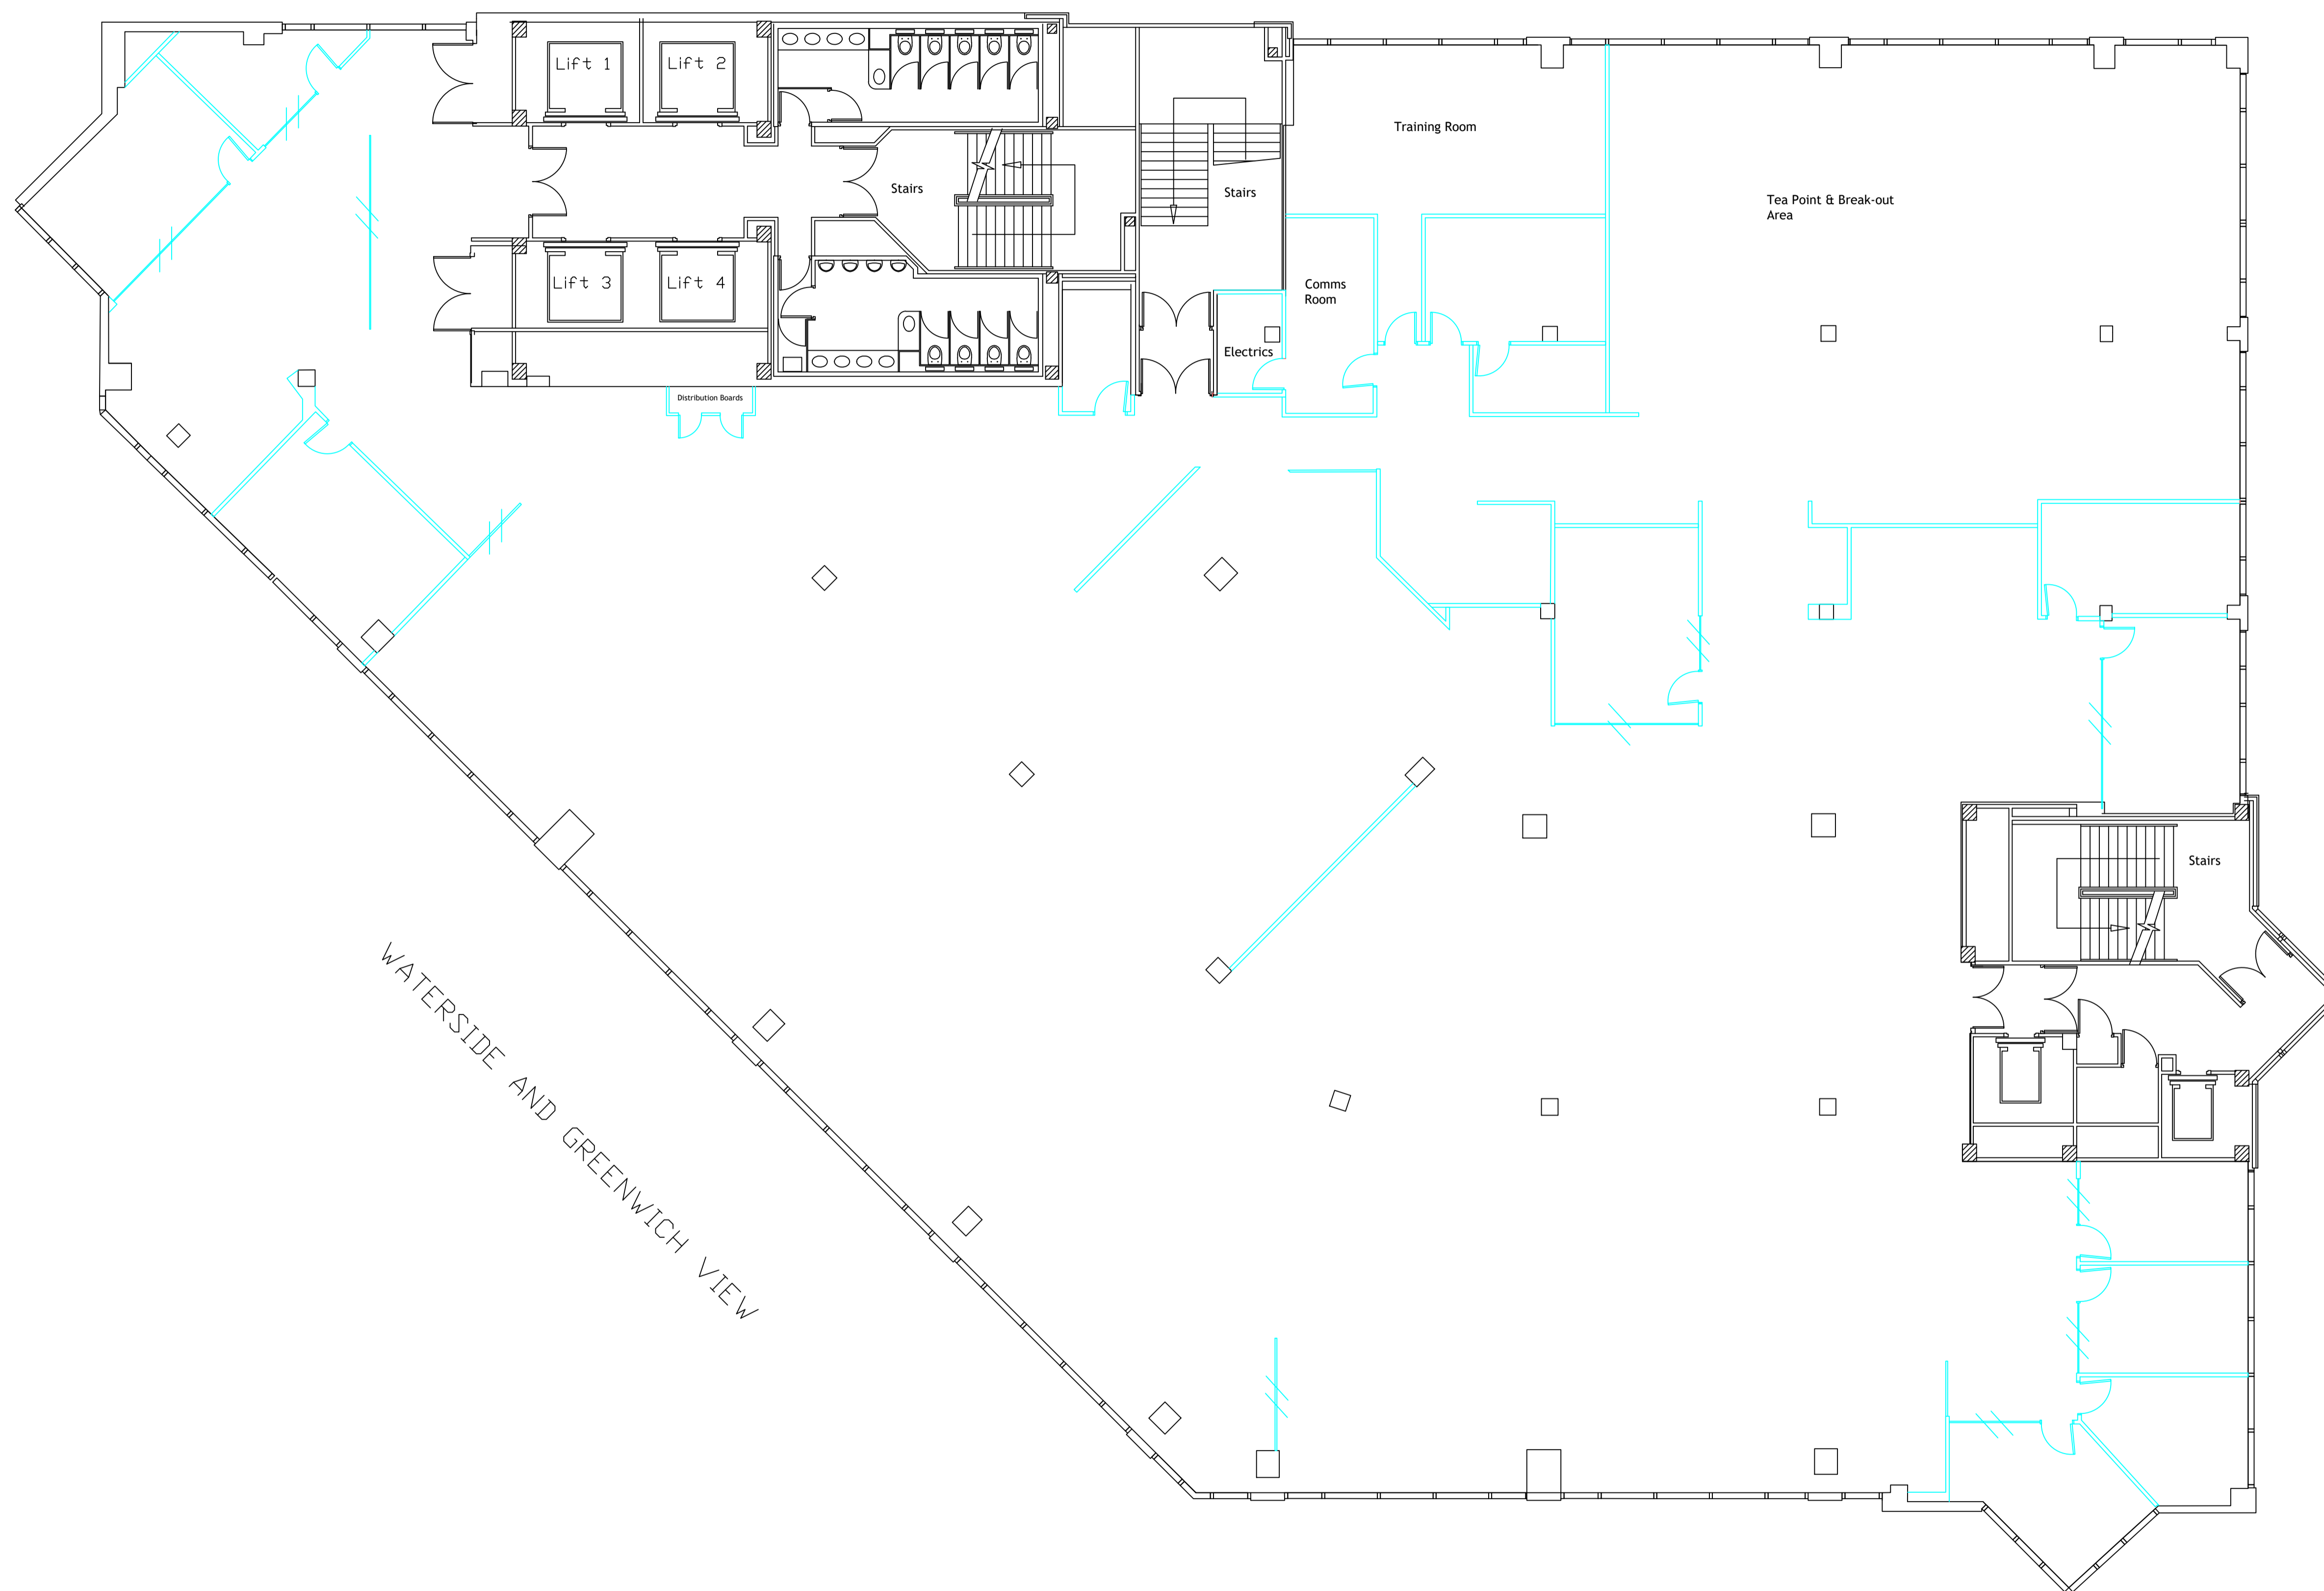 Lift 1
Lift 2
Training Room
Stairs
Stairs
Tea Point & Break-out
Area
Lift 3
Lift 4
Comms
Room
Electrics
Distribution Boards
Stairs
WATERSIDE AND GREENWICH VIEW